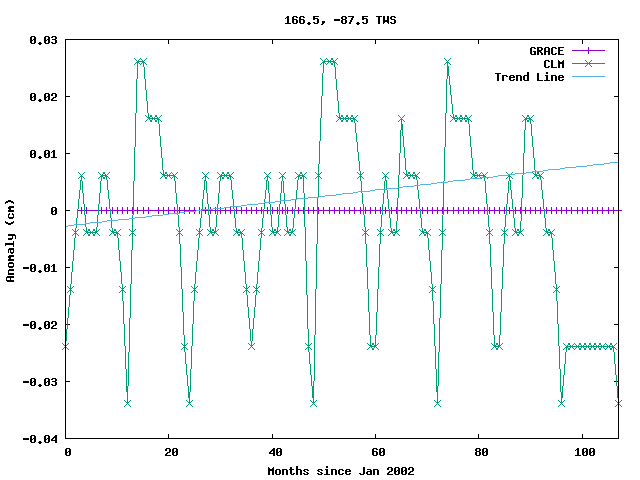 166.5, -87.5 TWS
0.03
GRACE
CLM
Trend Line
0.02
0.01
0
-0.01
-0.02
-0.03
-0.04
Anomaly (cm)
0 20 40 60 80 100
Months since Jan 2002